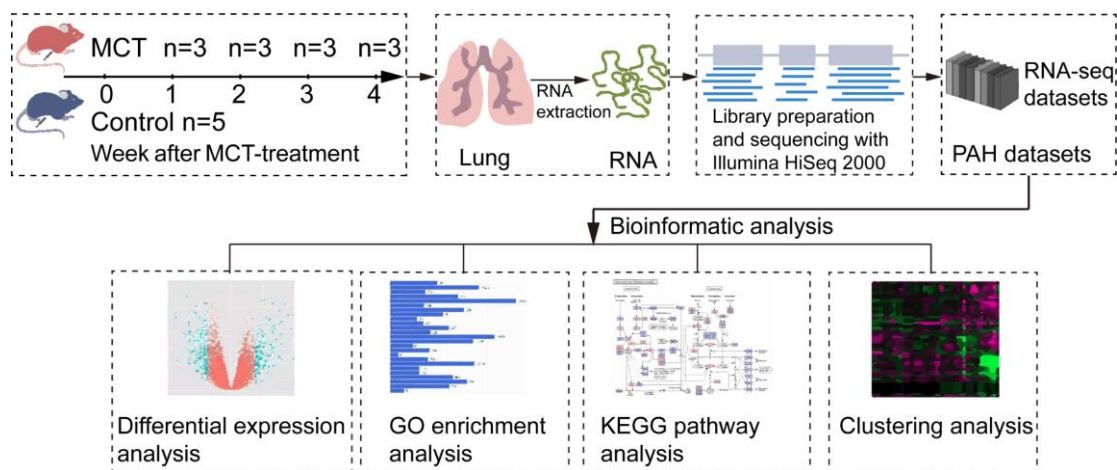 MCT n=3 n=3 n=3 n=3
0 1 2 3 4
Control n=5
Week after MCT-treatment
RNA
extraction
Lung
RNA
Library preparation
and sequencing with
Illumina HiSeq 2000
RNA-seq
datasets
PAH datasets
Bioinformatic analysis
Differential expression
analysis
GO enrichment
analysis
KEGG pathway
analysis
Clustering analysis